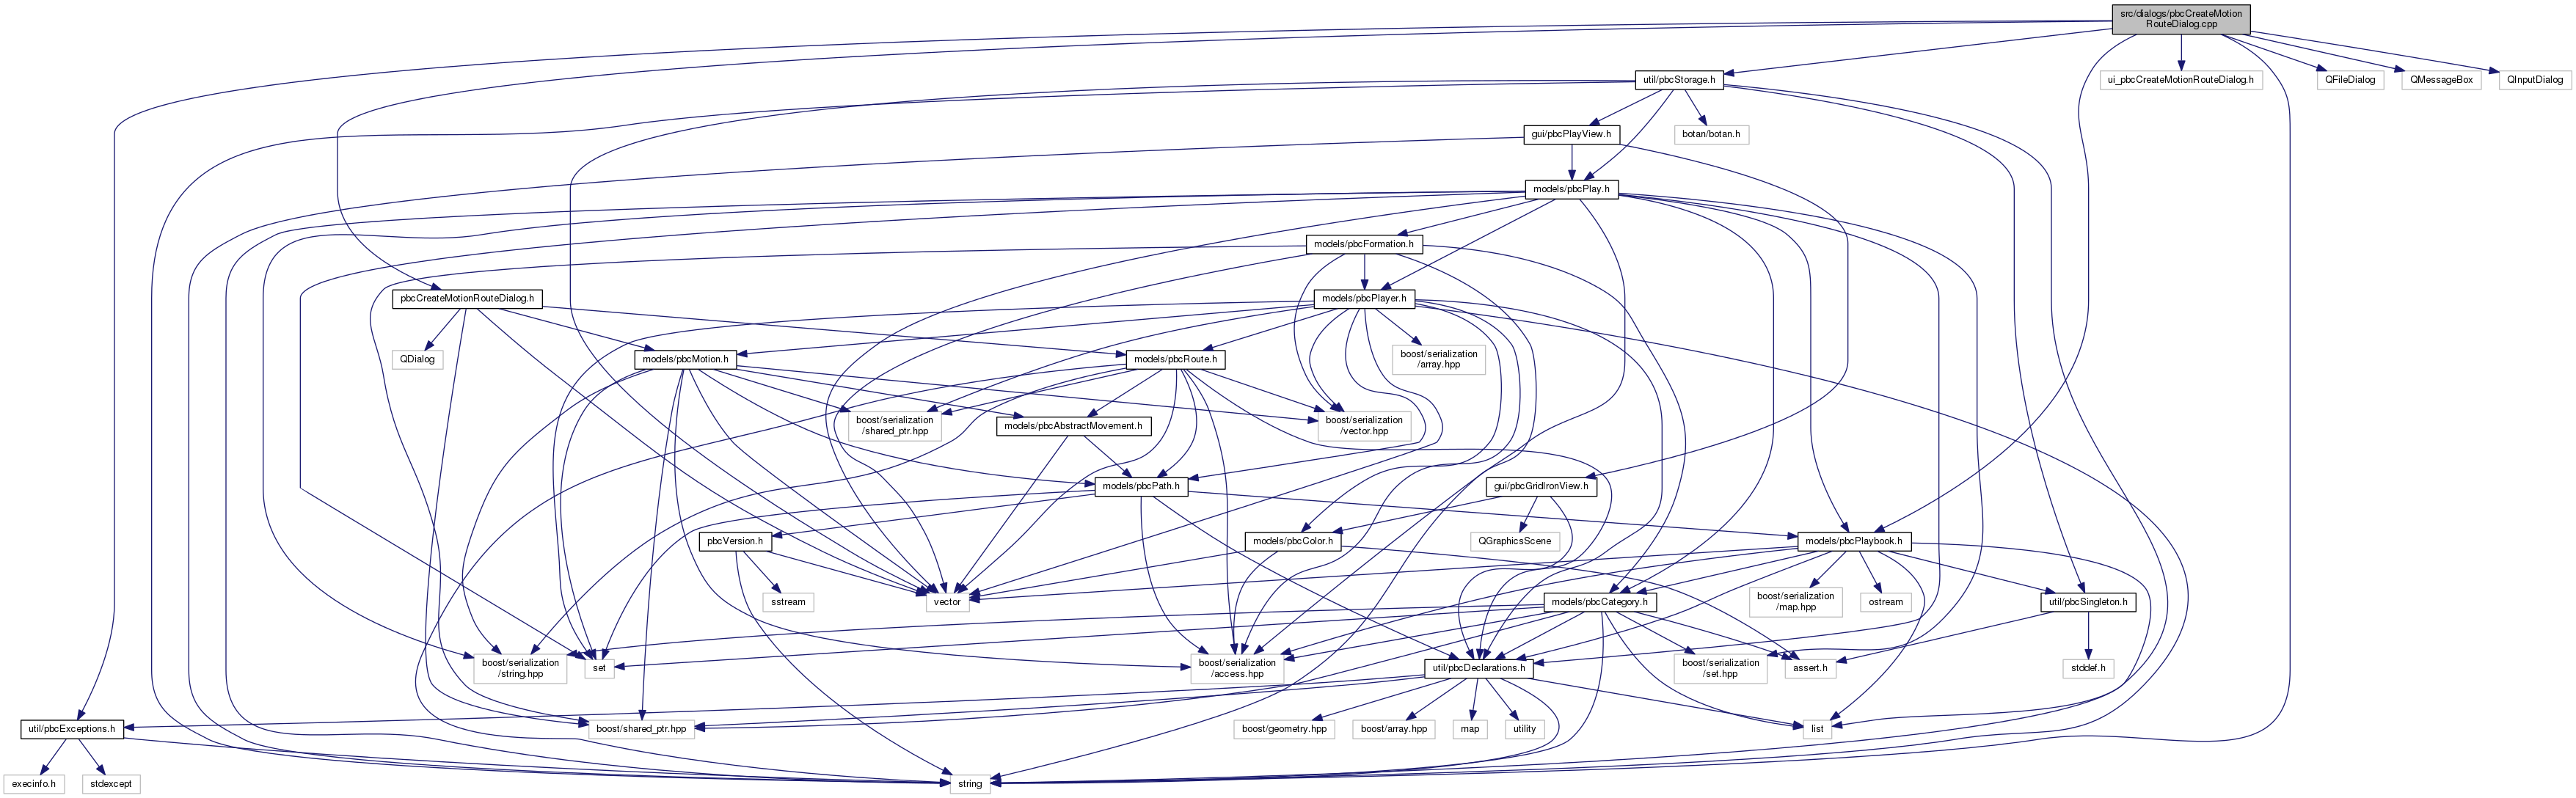 src/dialogs/pbcCreateMotion
RouteDialog.cpp
util/pbcStorage.h
ui_pbcCreateMotionRouteDialog.h
QFileDialog
QMessageBox
QInputDialog
gui/pbcPlayView.h
botan/botan.h
models/pbcPlay.h
models/pbcFormation.h
pbcCreateMotionRouteDialog.h
models/pbcPlayer.h
QDialog
models/pbcMotion.h
models/pbcRoute.h
boost/serialization
/array.hpp
boost/serialization
/shared_ptr.hpp
models/pbcAbstractMovement.h
boost/serialization
/vector.hpp
models/pbcPath.h
gui/pbcGridIronView.h
pbcVersion.h
models/pbcColor.h
QGraphicsScene
models/pbcPlaybook.h
sstream
vector
models/pbcCategory.h
boost/serialization
/map.hpp
ostream
util/pbcSingleton.h
boost/serialization
/string.hpp
set
boost/serialization
/access.hpp
util/pbcDeclarations.h
boost/serialization
/set.hpp
assert.h
stddef.h
util/pbcExceptions.h
boost/shared_ptr.hpp
boost/geometry.hpp
boost/array.hpp
map
utility
list
execinfo.h
stdexcept
string